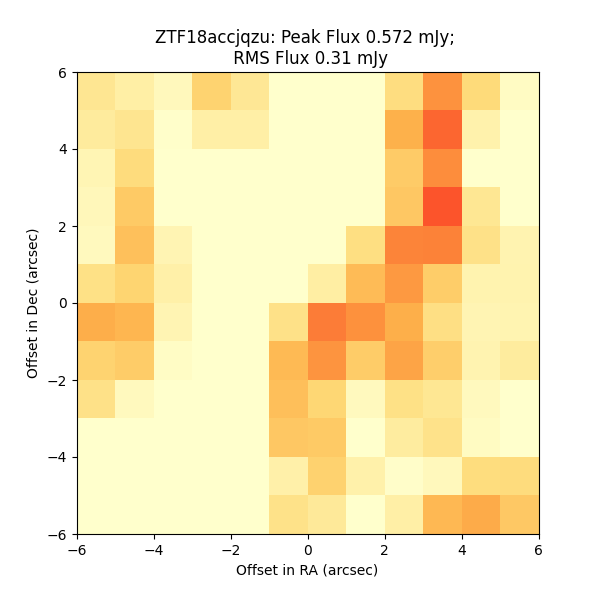 ZTF18accjqzu: Peak Flux 0.572 mJy;
RMS Flux 0.31 mJy
6
4
2
0
−2
−4
−6
Offset in Dec (arcsec)
−6 −4 −2 0 2 4 6
Offset in RA (arcsec)